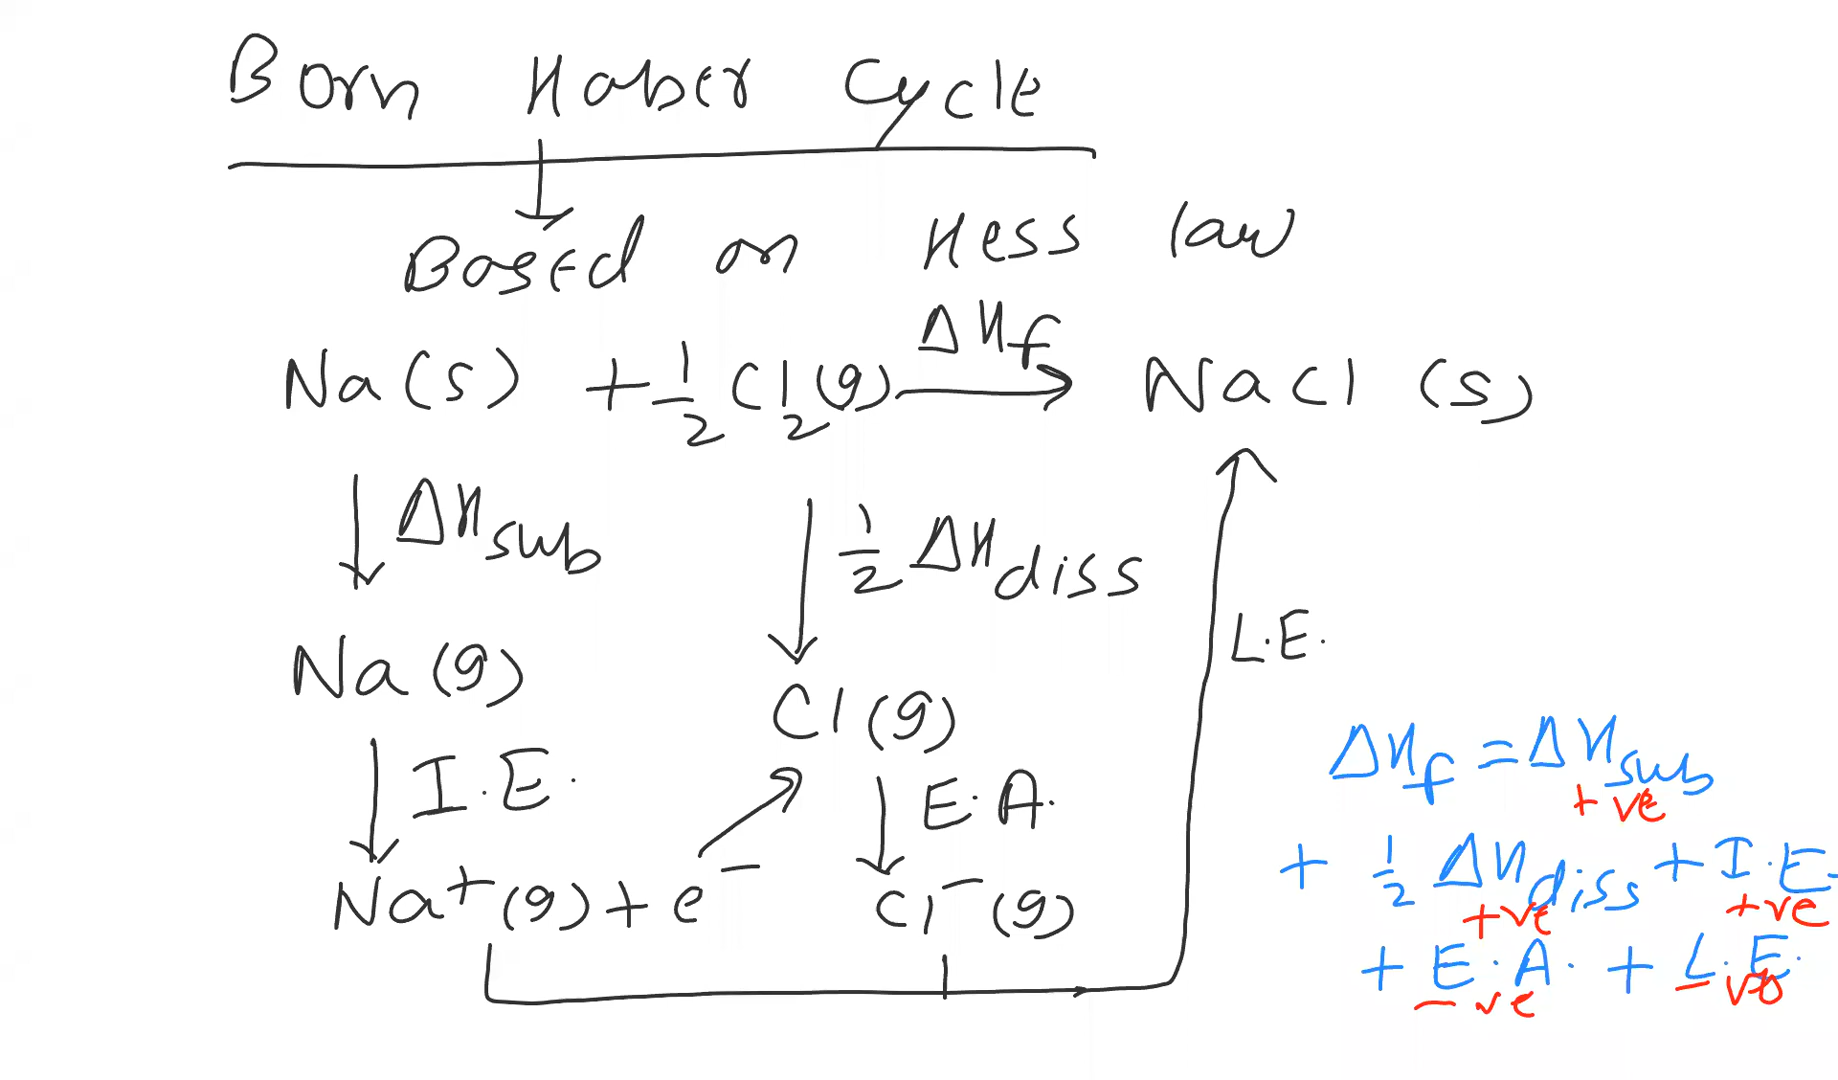 Born Haber Cycle
Based on Hess law
ΔHf
Na(s) + 1/2 Cl2(g) → NaCl (s)
↓ ΔHsub
↓ 1/2 ΔHdiss
L.E.
Na (g)
Cl (g)
↓ I.E.
↓ E.A.
Na+ (g) + e−
Cl− (g)
ΔHf = ΔHsub
+ve
+ 1/2 ΔHdiss + I.E.
+ve +ve
+ E.A. + L.E.
−ve −ve